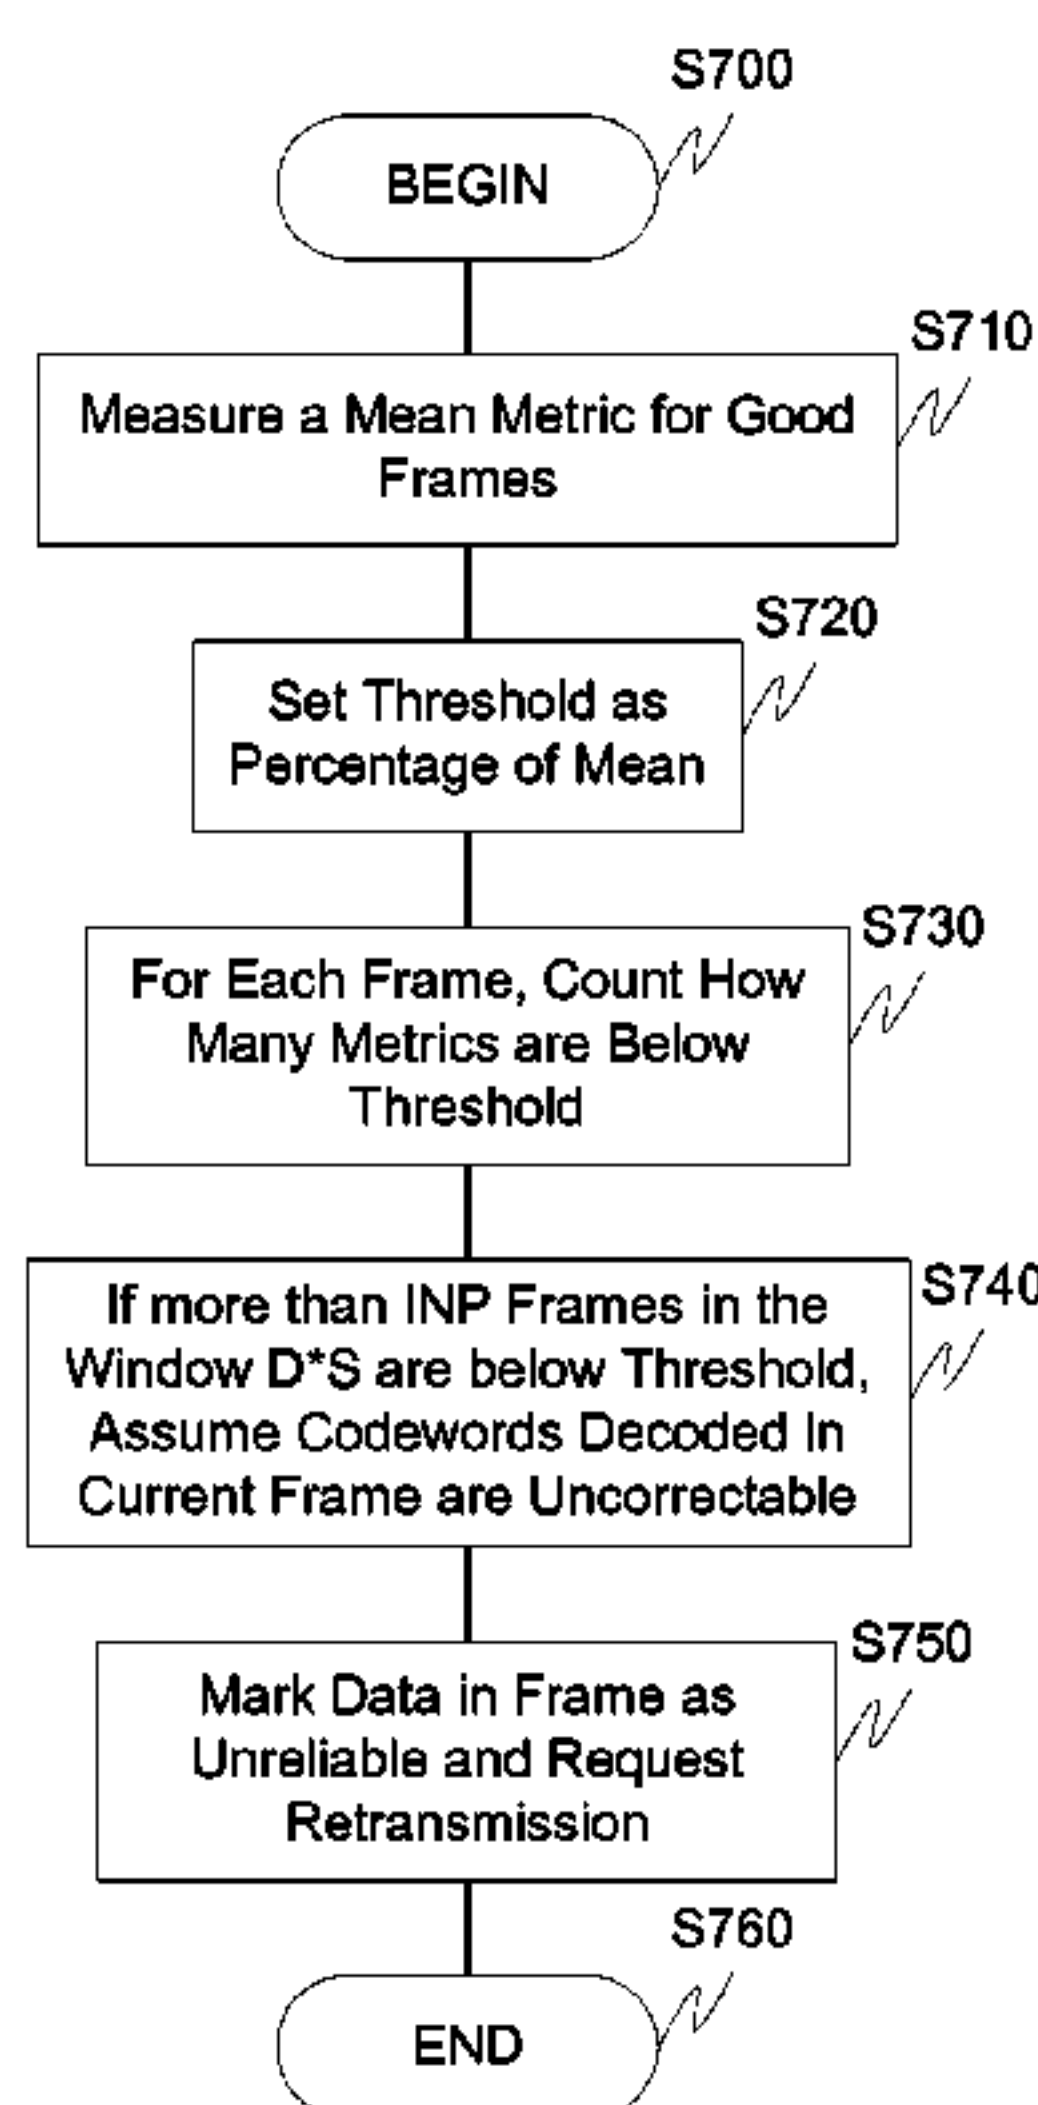 S700
BEGIN
S710
Measure a Mean Metric for Good
Frames
S720
Set Threshold as
Percentage of Mean
S730
For Each Frame, Count How
Many Metrics are Below
Threshold
S740
If more than INP Frames in the
Window D*S are below Threshold,
Assume Codewords Decoded In
Current Frame are Uncorrectable
S750
Mark Data in Frame as
Unreliable and Request
Retransmission
S760
END